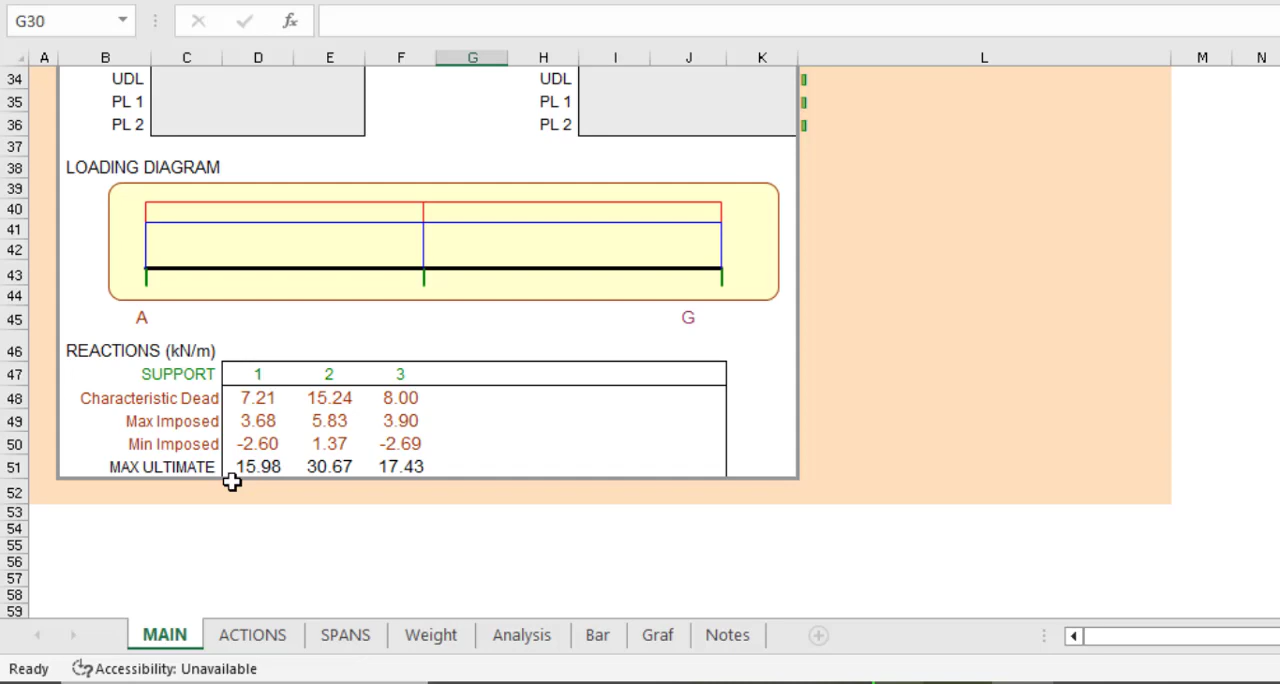 G30 fx
A B C D E F G H I J K L M N
34 UDL UDL
35 PL 1 PL 1
36 PL 2 PL 2
37
38 LOADING DIAGRAM
39
40
41
42
43
44
45 A G
46 REACTIONS (kN/m)
47 SUPPORT 1 2 3
48 Characteristic Dead 7.21 15.24 8.00
49 Max Imposed 3.68 5.83 3.90
50 Min Imposed -2.60 1.37 -2.69
51 MAX ULTIMATE 15.98 30.67 17.43
52
53
54
55
56
57
58
59
MAIN ACTIONS SPANS Weight Analysis Bar Graf Notes
Ready Accessibility: Unavailable